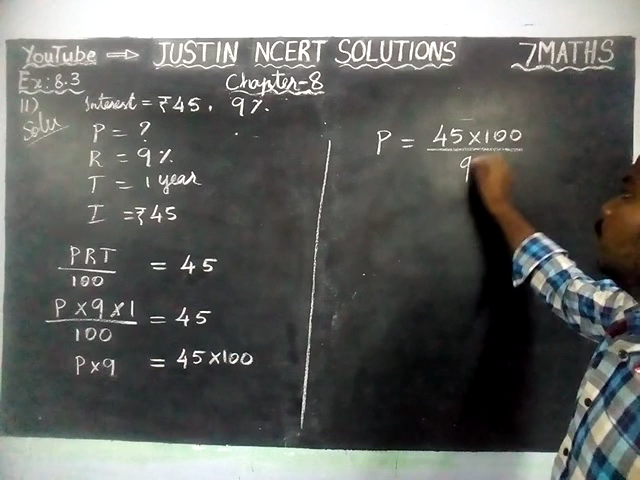 YouTube ⇒ JUSTIN NCERT SOLUTIONS 7MATHS
Ex:8.3 Chapter-8
11) Interest = ₹45, 9%.
Solu
P = ?
R = 9%
T = 1 year
I = ₹45
PRT/100 = 45
P×9×1/100 = 45
P×9 = 45×100
P = 45×100/9